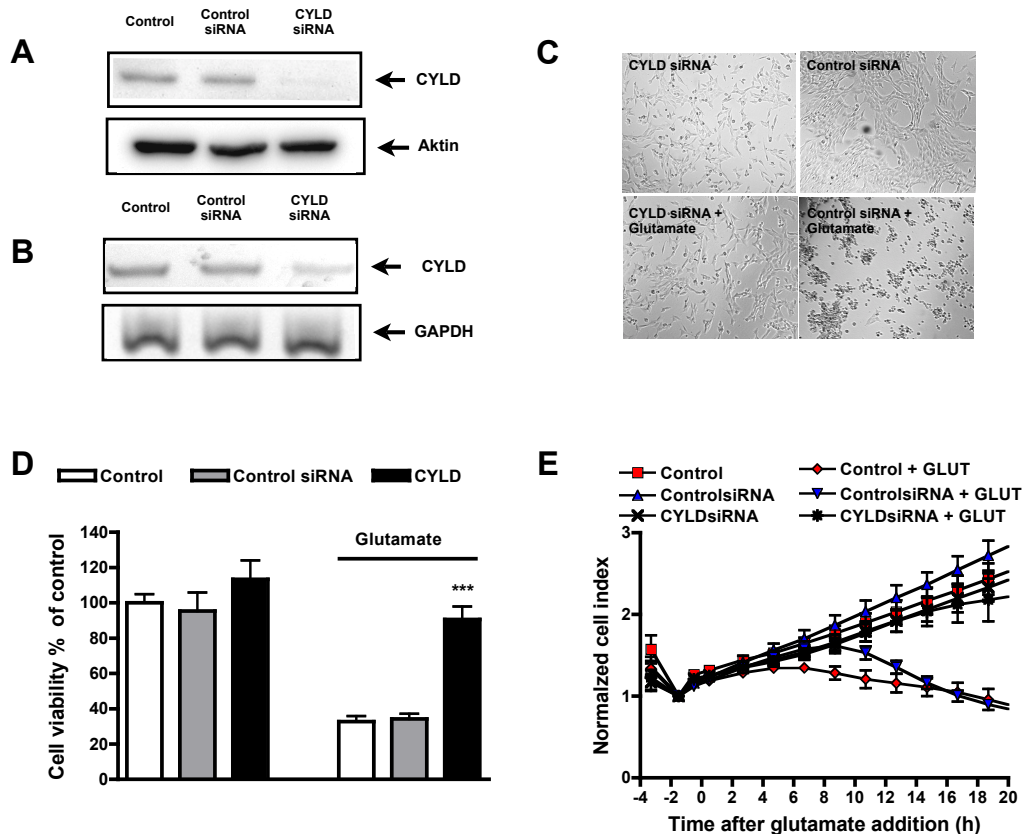 A
Control
Control
siRNA
CYLD
siRNA
CYLD
Aktin
B
Control
Control
siRNA
CYLD
siRNA
CYLD
GAPDH
C
CYLD siRNA
Control siRNA
CYLD siRNA +
Glutamate
Control siRNA +
Glutamate
D
Control
Control siRNA
CYLD
Cell viability % of control
140
120
100
80
60
40
20
0
Glutamate
***
E
Control
ControlsiRNA
CYLDsiRNA
Control + GLUT
ControlsiRNA + GLUT
CYLDsiRNA + GLUT
Normalzed cell index
3
2
1
0
-4 -2 0 2 4 6 8 10 12 14 16 18 20
Time after glutamate addition (h)